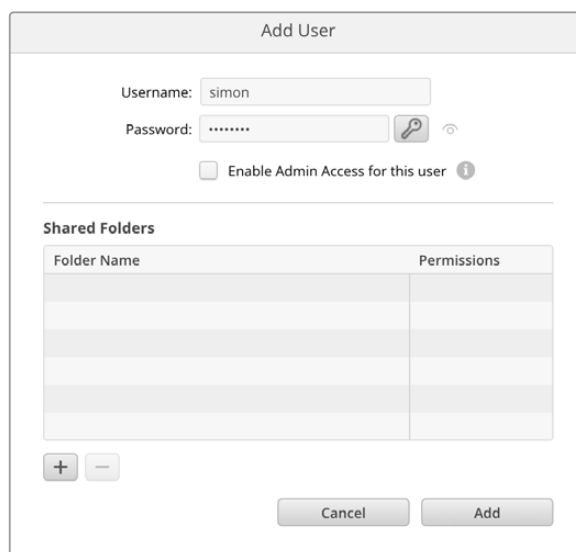 Add User
Username: simon
Password: ••••••••
Enable Admin Access for this user i
Shared Folders
Folder Name Permissions
+ −
Cancel Add